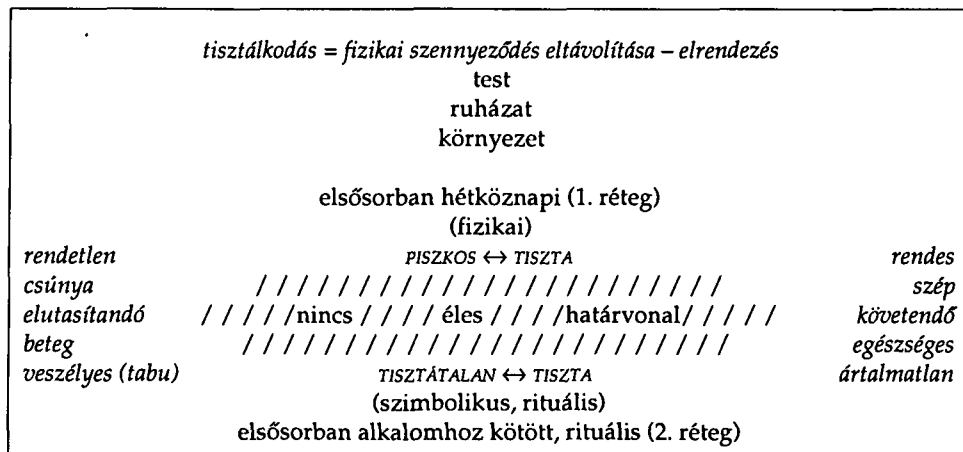 tisztálkodás = fizikai szennyeződés eltávolítása – elrendezés
test
ruházat
környezet
elsősorban hétköznapi (1. réteg)
(fizikai)
rendetlen PISZKOS ↔ TISZTA rendes
csúnya / / / / / / / / / / / / / / / / / / / / / / / szép
elutasítandó / / / / /nincs / / / / éles / / / /határvonal/ / / / / követendő
beteg / / / / / / / / / / / / / / / / / / / / / / / / egészséges
veszélyes (tabu) TISZTÁTALAN ↔ TISZTA ártalmatlan
(szimbolikus, rituális)
elsősorban alkalomhoz kötött, rituális (2. réteg)